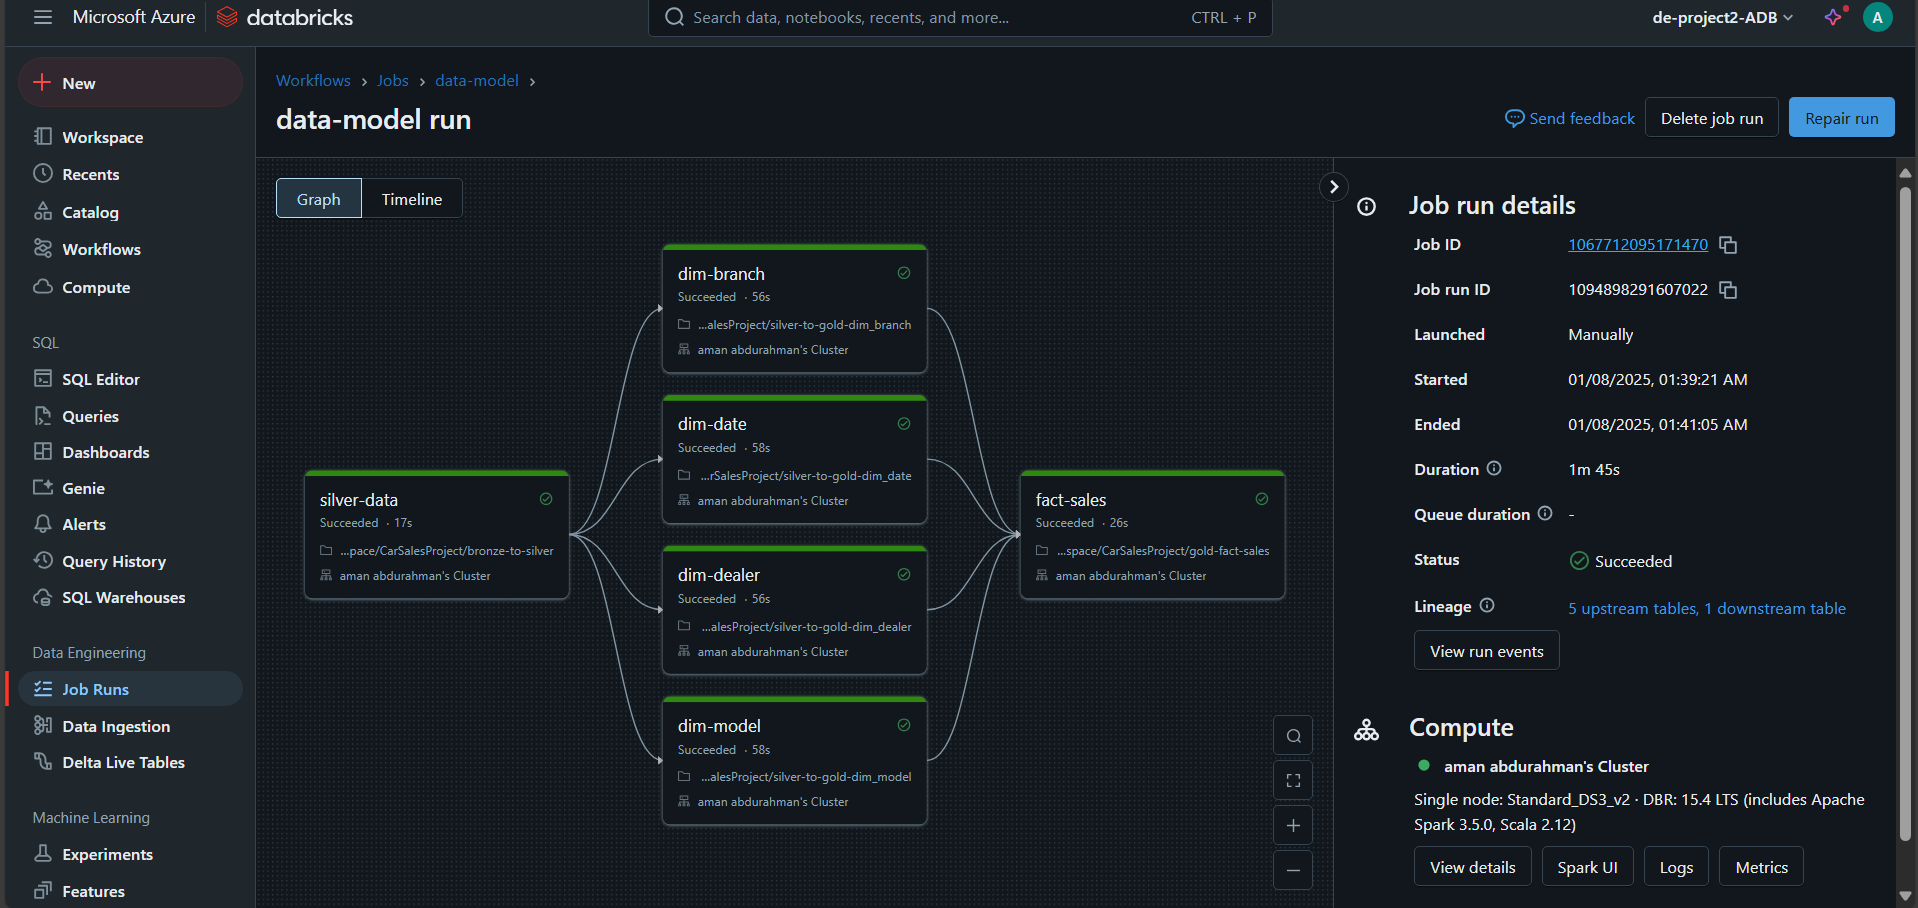 Microsoft Azure
databricks
Search data, notebooks, recents, and more...
CTRL + P
de-project2-ADB
A
New
Workspace
Recents
Catalog
Workflows
Compute
SQL
SQL Editor
Queries
Dashboards
Genie
Alerts
Query History
SQL Warehouses
Data Engineering
Job Runs
Data Ingestion
Delta Live Tables
Machine Learning
Experiments
Features
Workflows > Jobs > data-model >
data-model run
Send feedback
Delete job run
Repair run
Graph
Timeline
silver-data
Succeeded · 17s
...pace/CarSalesProject/bronze-to-silver
aman abdurahman's Cluster
dim-branch
Succeeded · 56s
...alesProject/silver-to-gold-dim_branch
aman abdurahman's Cluster
dim-date
Succeeded · 58s
...rSalesProject/silver-to-gold-dim_date
aman abdurahman's Cluster
dim-dealer
Succeeded · 56s
...alesProject/silver-to-gold-dim_dealer
aman abdurahman's Cluster
dim-model
Succeeded · 58s
...alesProject/silver-to-gold-dim_model
aman abdurahman's Cluster
fact-sales
Succeeded · 26s
...space/CarSalesProject/gold-fact-sales
aman abdurahman's Cluster
Job run details
Job ID 1067712095171470
Job run ID 1094898291607022
Launched Manually
Started 01/08/2025, 01:39:21 AM
Ended 01/08/2025, 01:41:05 AM
Duration 1m 45s
Queue duration -
Status Succeeded
Lineage 5 upstream tables, 1 downstream table
View run events
Compute
aman abdurahman's Cluster
Single node: Standard_DS3_v2 · DBR: 15.4 LTS (includes Apache
Spark 3.5.0, Scala 2.12)
View details
Spark UI
Logs
Metrics